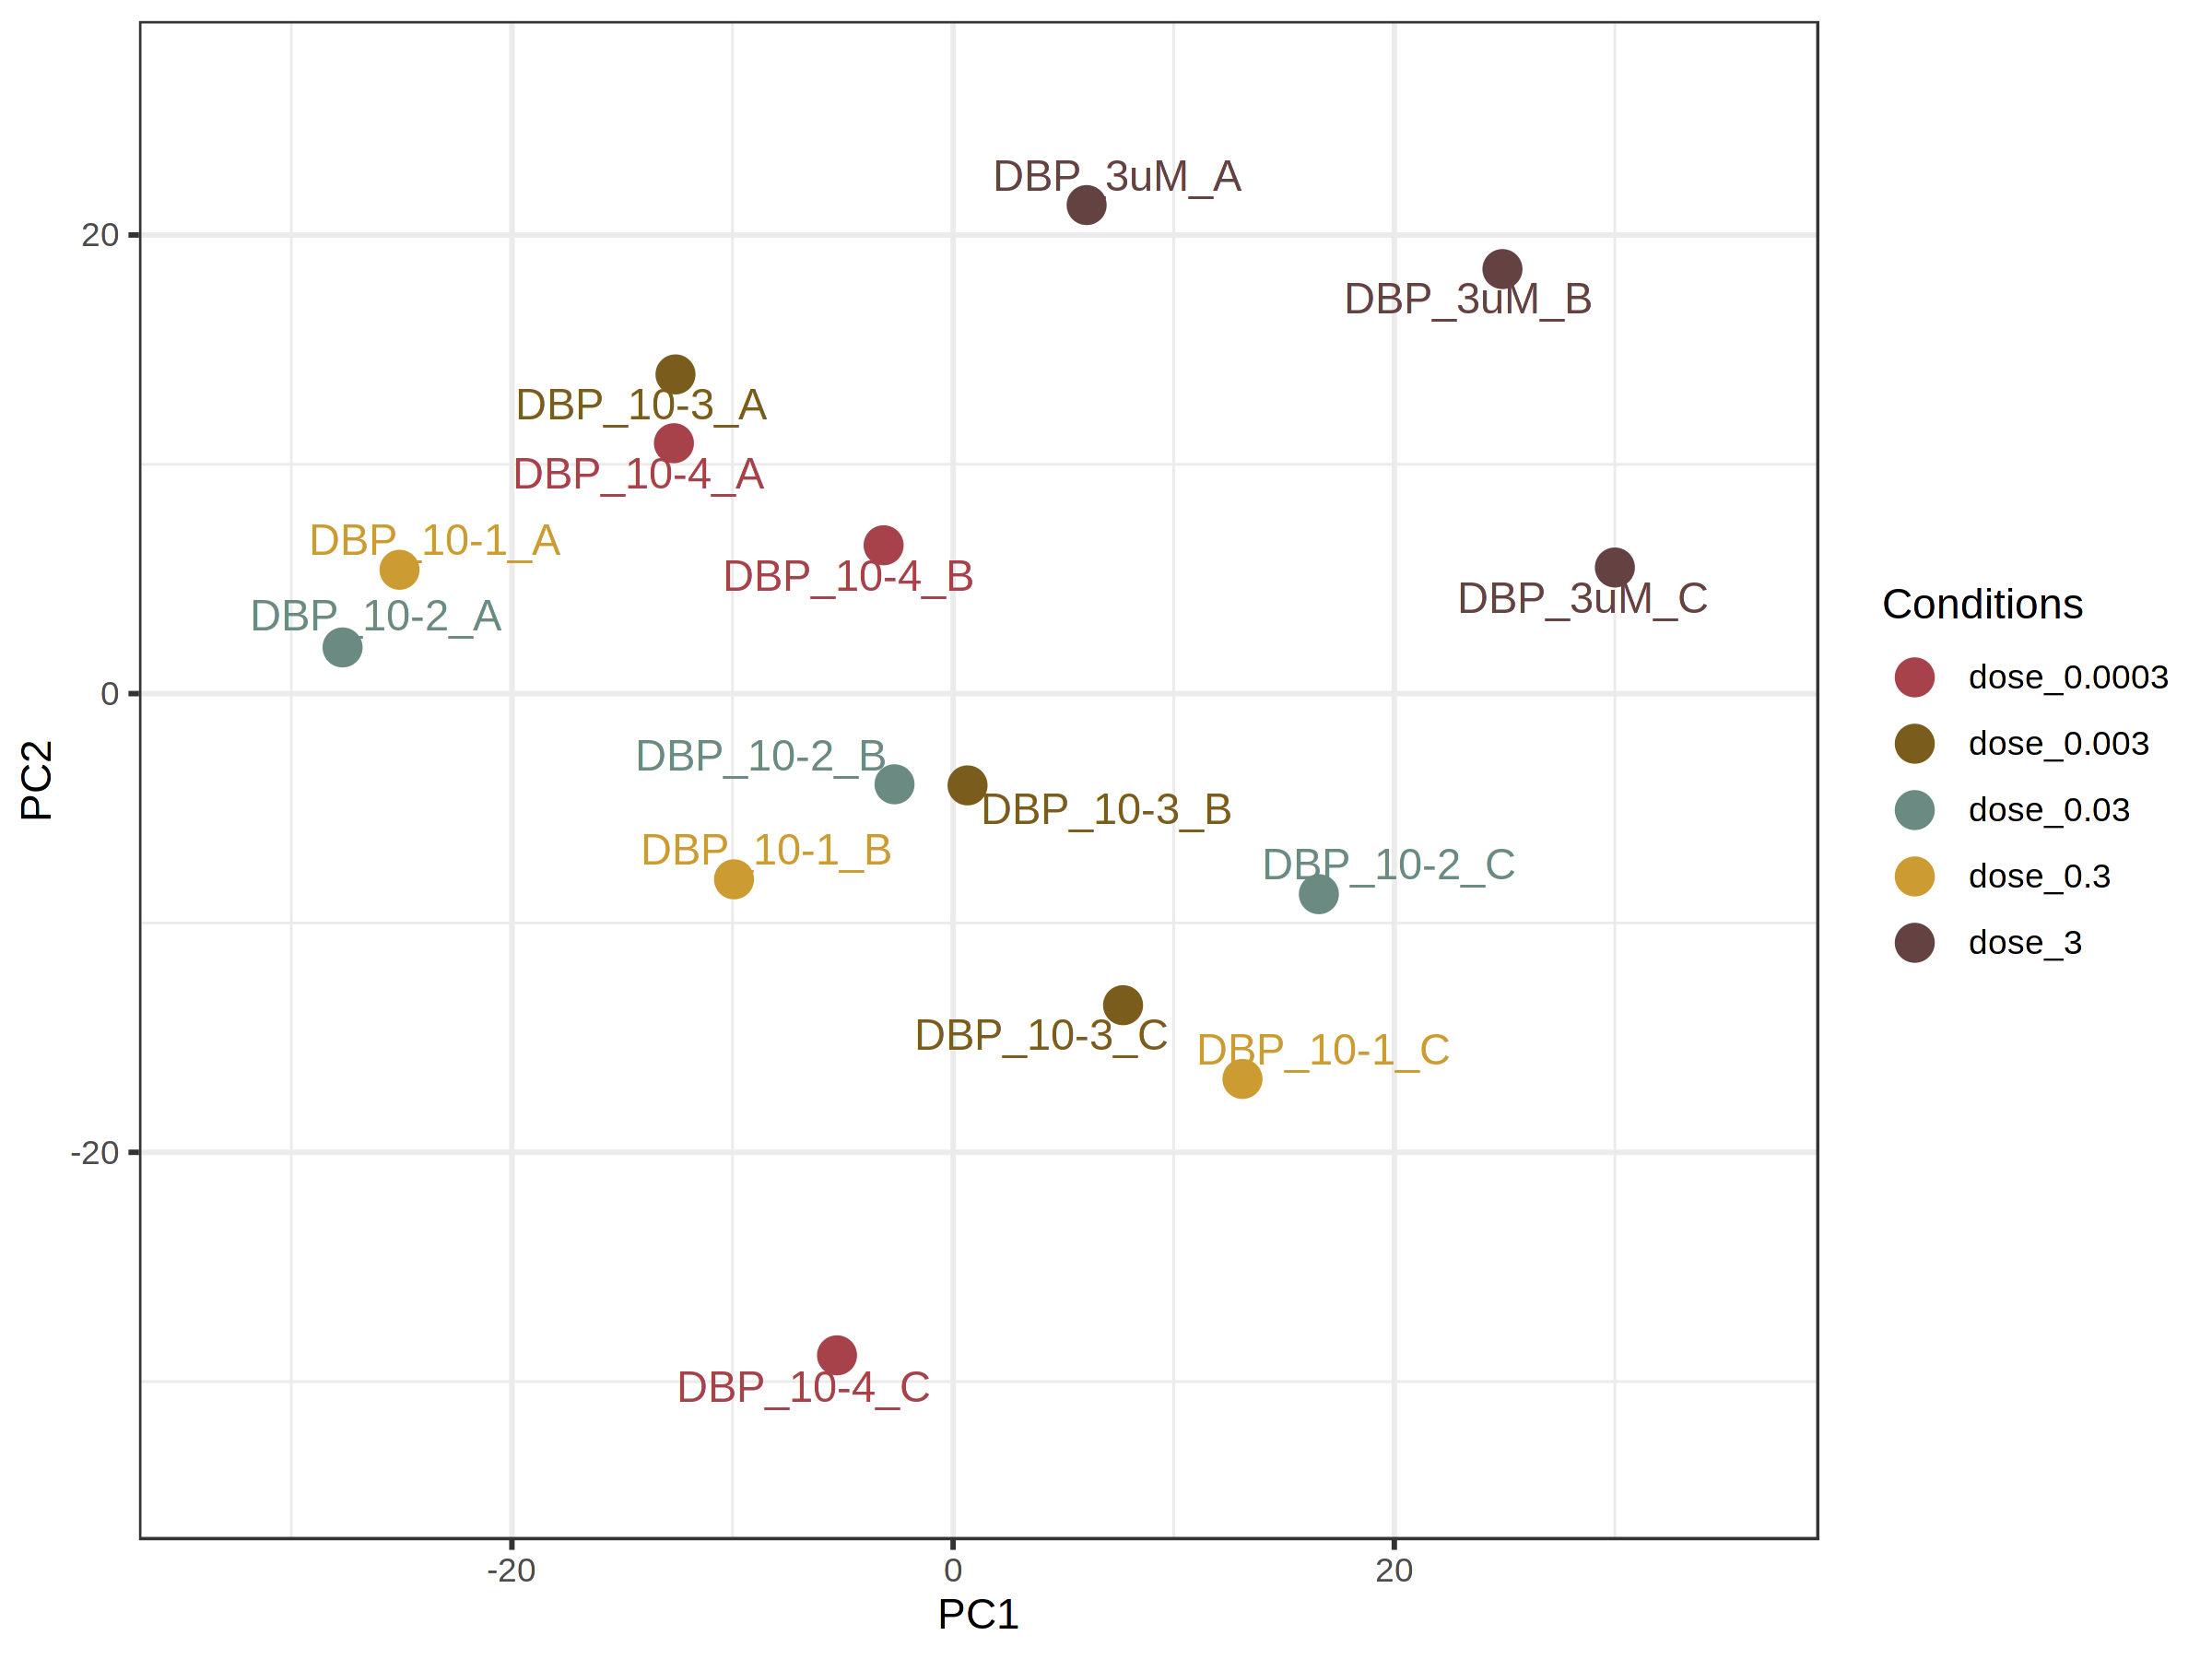 DBP_3uM_A
20
DBP_3uM_B
DBP_10-3_A
DBP_10-4_A
DBP_10-1_A
DBP_10-4_B
DBP_3uM_C
DBP_10-2_A
0
DBP_10-2_B
DBP_10-3_B
DBP_10-1_B
DBP_10-2_C
DBP_10-3_C
DBP_10-1_C
-20
DBP_10-4_C
PC2
-20
0
20
PC1
Conditions
dose_0.0003
dose_0.003
dose_0.03
dose_0.3
dose_3